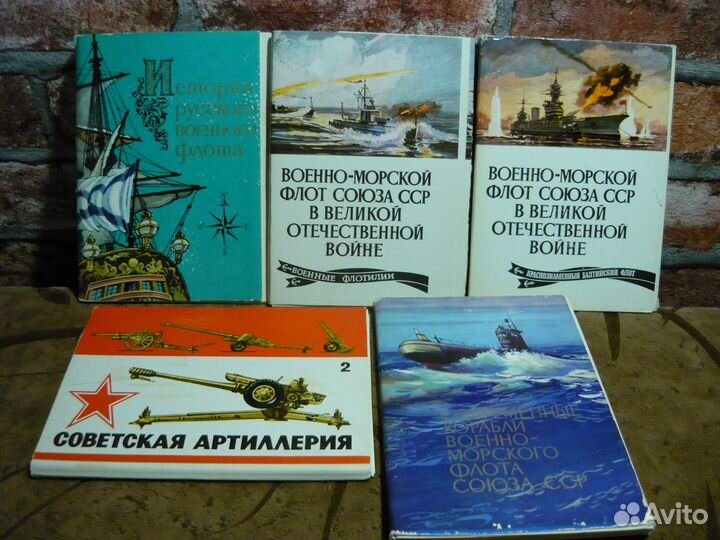 История
русского
военного
флота
ВОЕННО-МОРСКОЙ
ФЛОТ СОЮЗА ССР
В ВЕЛИКОЙ
ОТЕЧЕСТВЕННОЙ
ВОЙНЕ
ВОЕННЫЕ ФЛОТИЛИИ
ВОЕННО-МОРСКОЙ
ФЛОТ СОЮЗА ССР
В ВЕЛИКОЙ
ОТЕЧЕСТВЕННОЙ
ВОЙНЕ
КРАСНОЗНАМЕННЫЙ БАЛТИЙСКИЙ ФЛОТ
2
СОВЕТСКАЯ АРТИЛЛЕРИЯ
СОВРЕМЕННЫЕ
КОРАБЛИ
ВОЕННО-
МОРСКОГО
ФЛОТА
СОЮЗА ССР
Avito